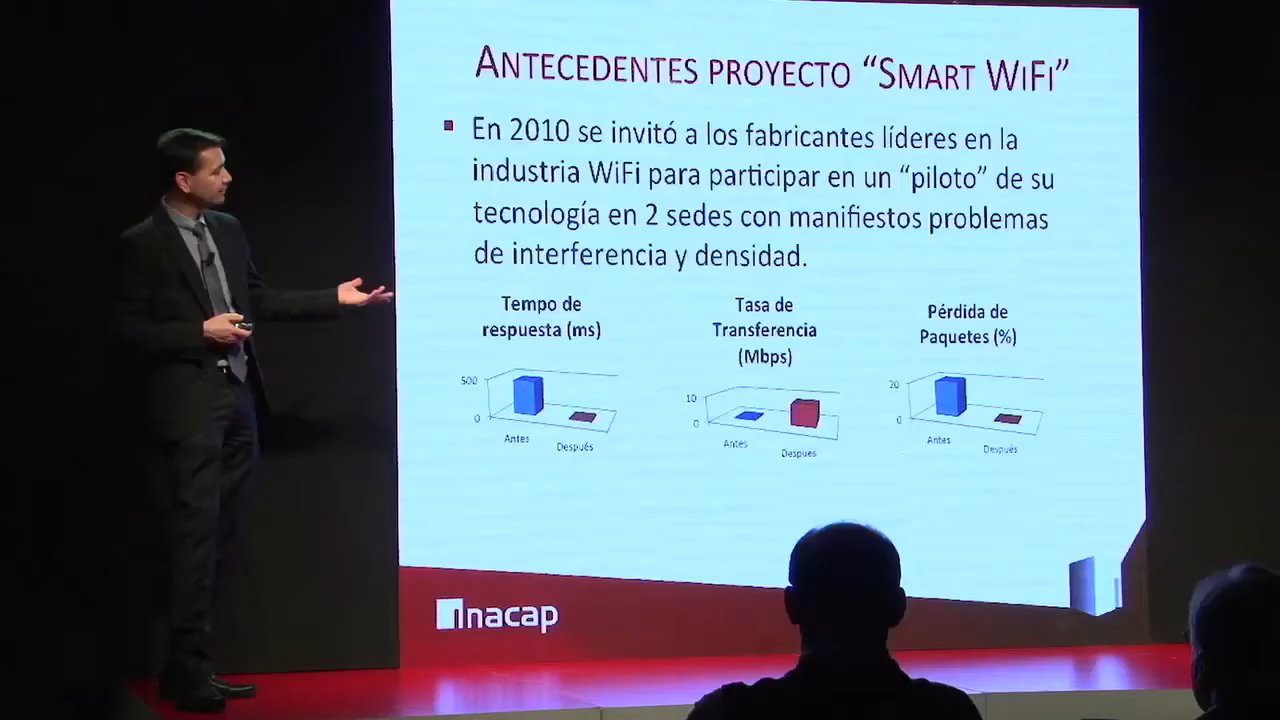 ANTECEDENTES PROYECTO “SMART WIFI”
▪ En 2010 se invitó a los fabricantes líderes en la
industria WiFi para participar en un “piloto” de su
tecnología en 2 sedes con manifiestos problemas
de interferencia y densidad.
Tempo de
respuesta (ms)
500
0
Antes
Después
Tasa de
Transferencia
(Mbps)
10
0
Antes
Despues
Pérdida de
Paquetes (%)
20
0
Antes
Después
Inacap